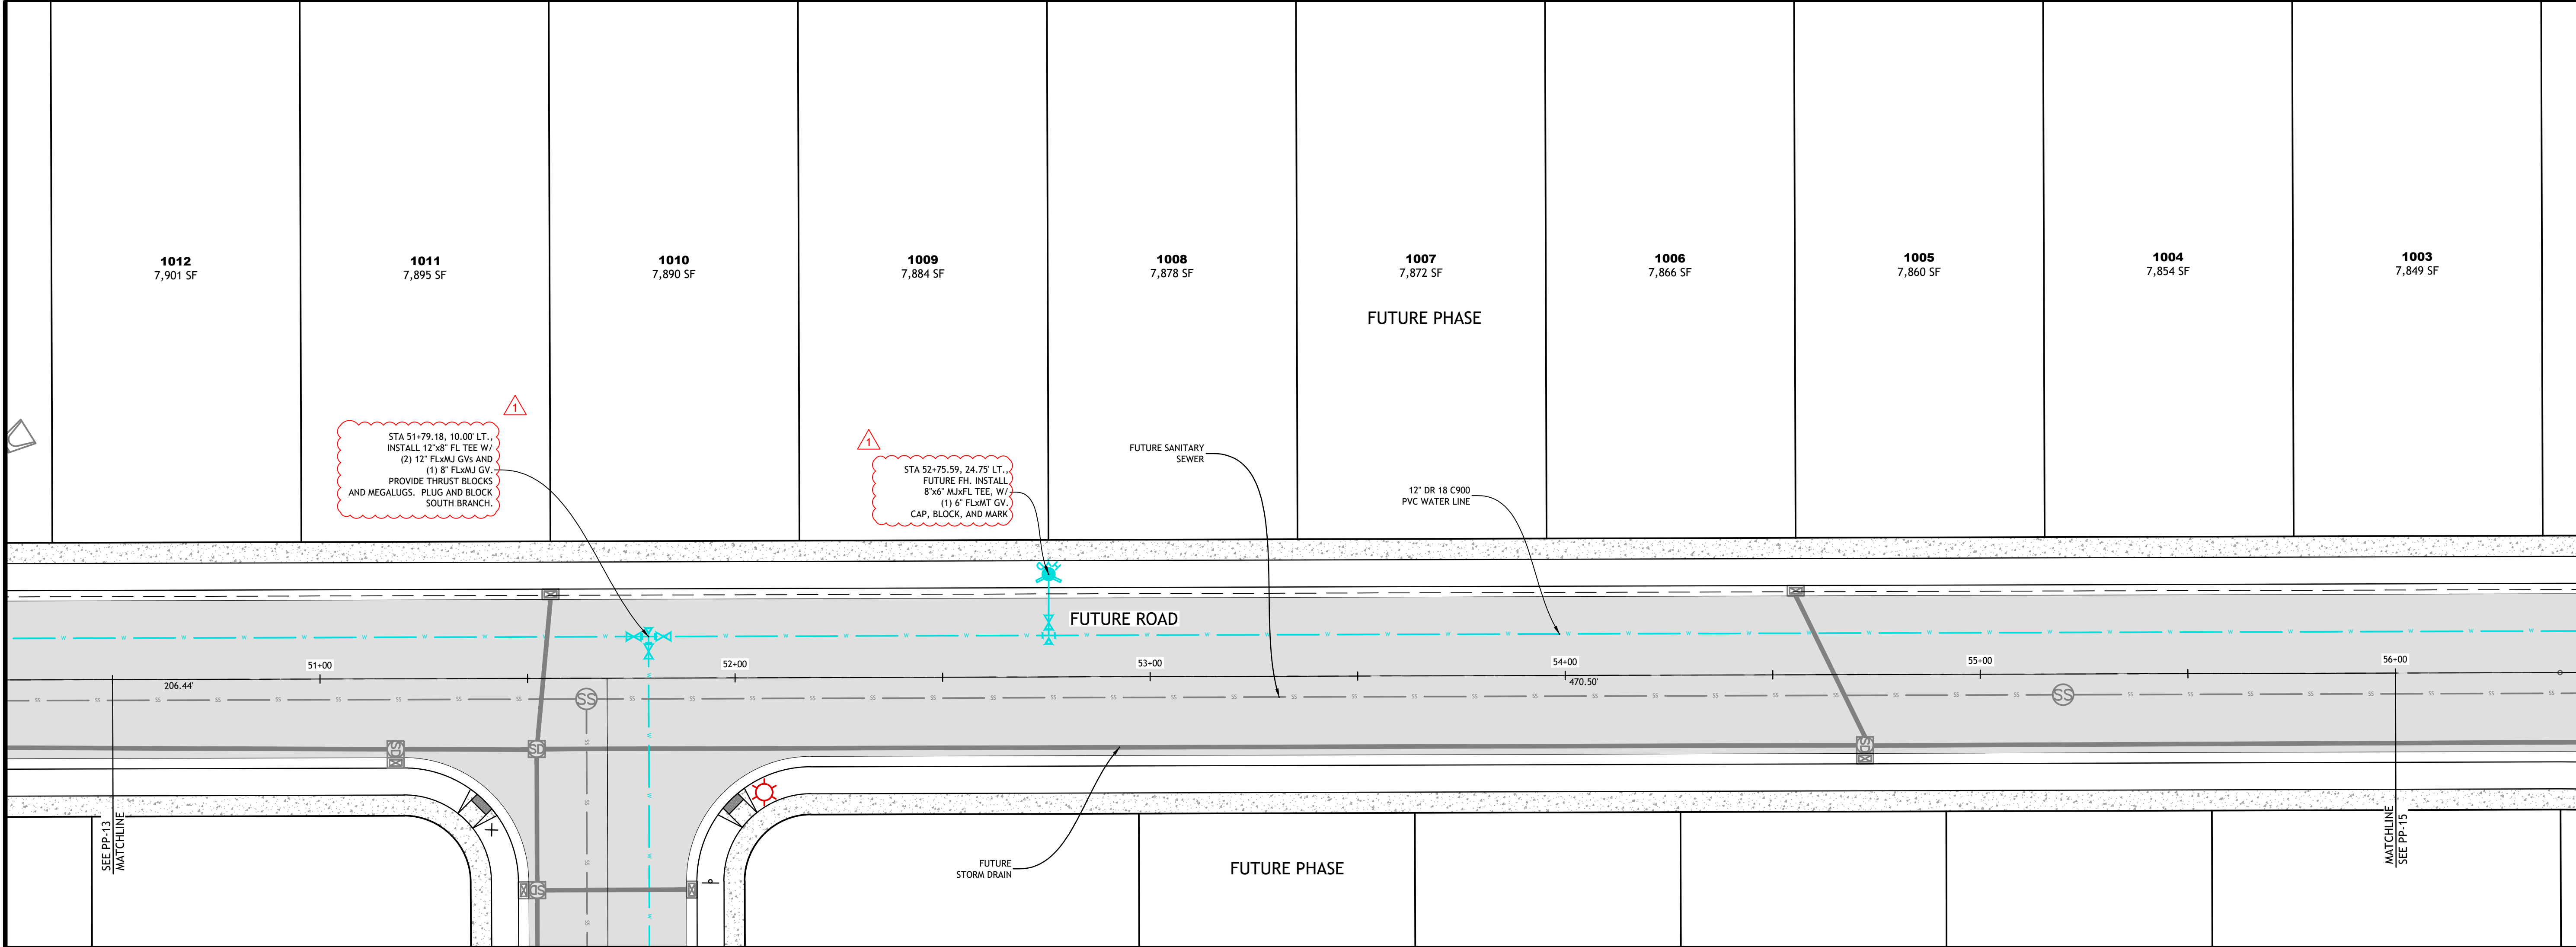 1012
7,901 SF
1011
7,895 SF
1010
7,890 SF
1009
7,884 SF
1008
7,878 SF
1007
7,872 SF
1006
7,866 SF
1005
7,860 SF
1004
7,854 SF
1003
7,849 SF
FUTURE PHASE
1
STA 51+79.18, 10.00' LT.,
INSTALL 12"x8" FL TEE W/
(2) 12" FLxMJ GVs AND
(1) 8" FLxMJ GV.
PROVIDE THRUST BLOCKS
AND MEGALUGS. PLUG AND BLOCK
SOUTH BRANCH.
1
STA 52+75.59, 24.75' LT.,
FUTURE FH. INSTALL
8"x6" MJxFL TEE, W/
(1) 6" FLxMT GV.
CAP, BLOCK, AND MARK
FUTURE SANITARY
SEWER
12" DR 18 C900
PVC WATER LINE
FUTURE ROAD
51+00
52+00
53+00
54+00
55+00
56+00
206.44'
470.50'
SS
SS
SD
SD
SD
SD
SEE PP-13
MATCHLINE
MATCHLINE
SEE PP-15
FUTURE
STORM DRAIN
FUTURE PHASE